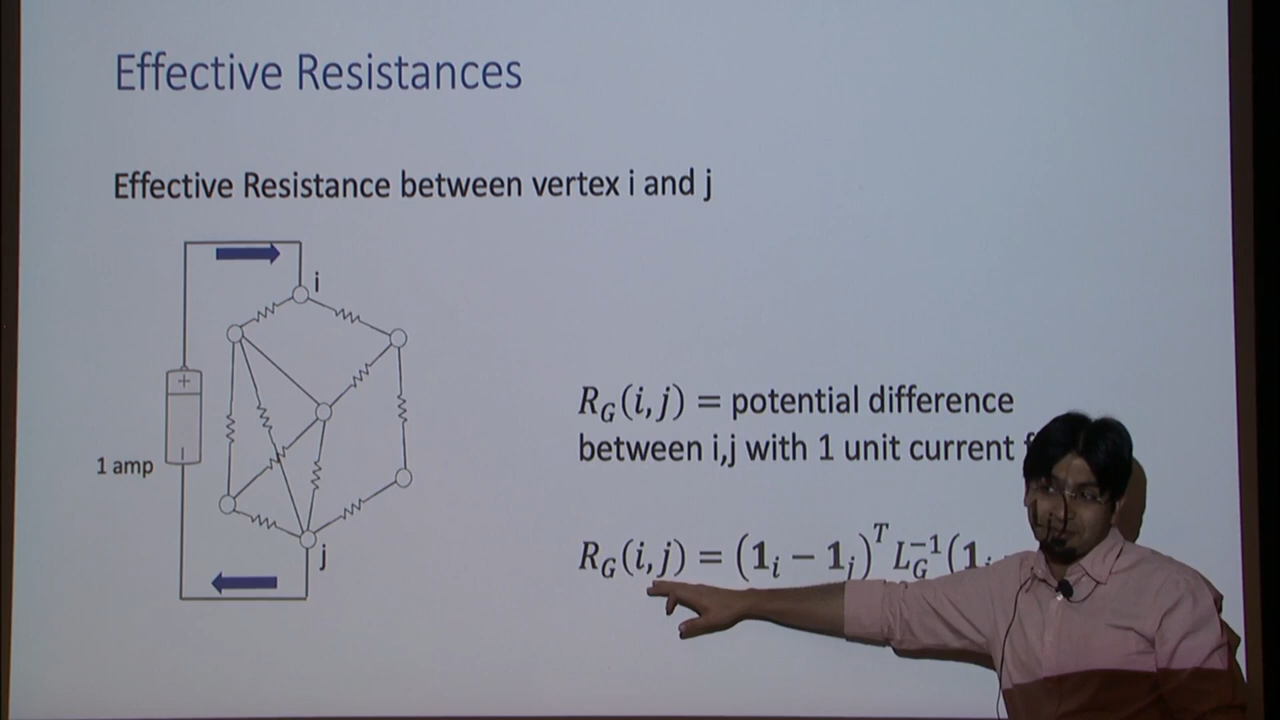 Effective Resistances
Effective Resistance between vertex i and j
i
+
1 amp
j
R_G(i,j) = potential difference
between i,j with 1 unit current
R_G(i,j) = (1_i − 1_j)^T L_G^{-1}(1_i